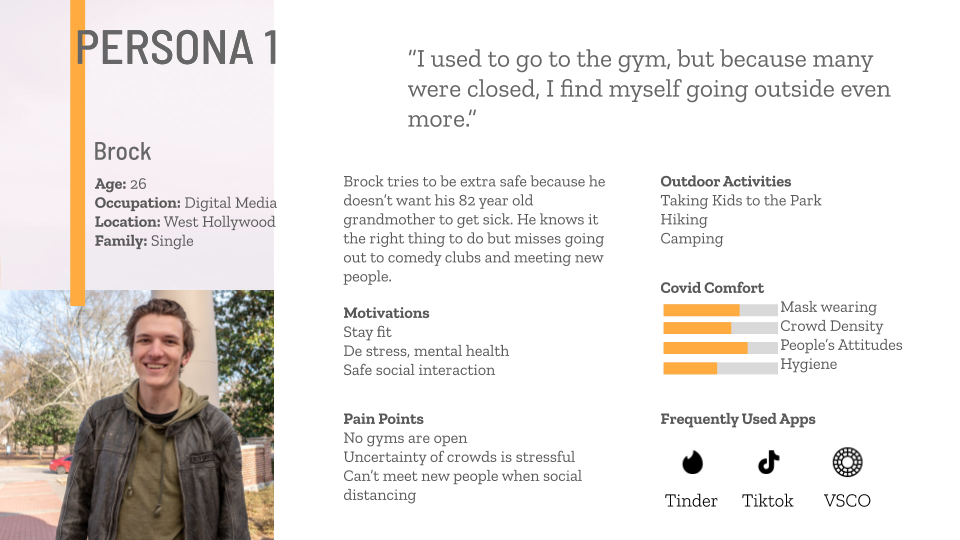 PERSONA 1
Brock
Age: 26
Occupation: Digital Media
Location: West Hollywood
Family: Single
“I used to go to the gym, but because many
were closed, I find myself going outside even
more.”
Brock tries to be extra safe because he
doesn’t want his 82 year old
grandmother to get sick. He knows it
the right thing to do but misses going
out to comedy clubs and meeting new
people.
Motivations
Stay fit
De stress, mental health
Safe social interaction
Pain Points
No gyms are open
Uncertainty of crowds is stressful
Can’t meet new people when social
distancing
Outdoor Activities
Taking Kids to the Park
Hiking
Camping
Covid Comfort
Mask wearing
Crowd Density
People’s Attitudes
Hygiene
Frequently Used Apps
Tinder Tiktok VSCO